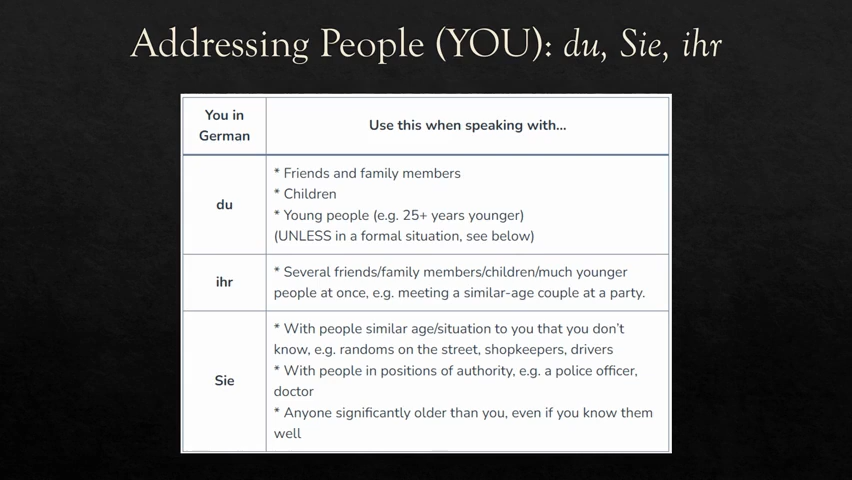 Addressing People (YOU): du, Sie, ihr
You in
German
Use this when speaking with...
du
* Friends and family members
* Children
* Young people (e.g. 25+ years younger)
(UNLESS in a formal situation, see below)
ihr
* Several friends/family members/children/much younger
people at once, e.g. meeting a similar-age couple at a party.
Sie
* With people similar age/situation to you that you don't
know, e.g. randoms on the street, shopkeepers, drivers
* With people in positions of authority, e.g. a police officer,
doctor
* Anyone significantly older than you, even if you know them
well